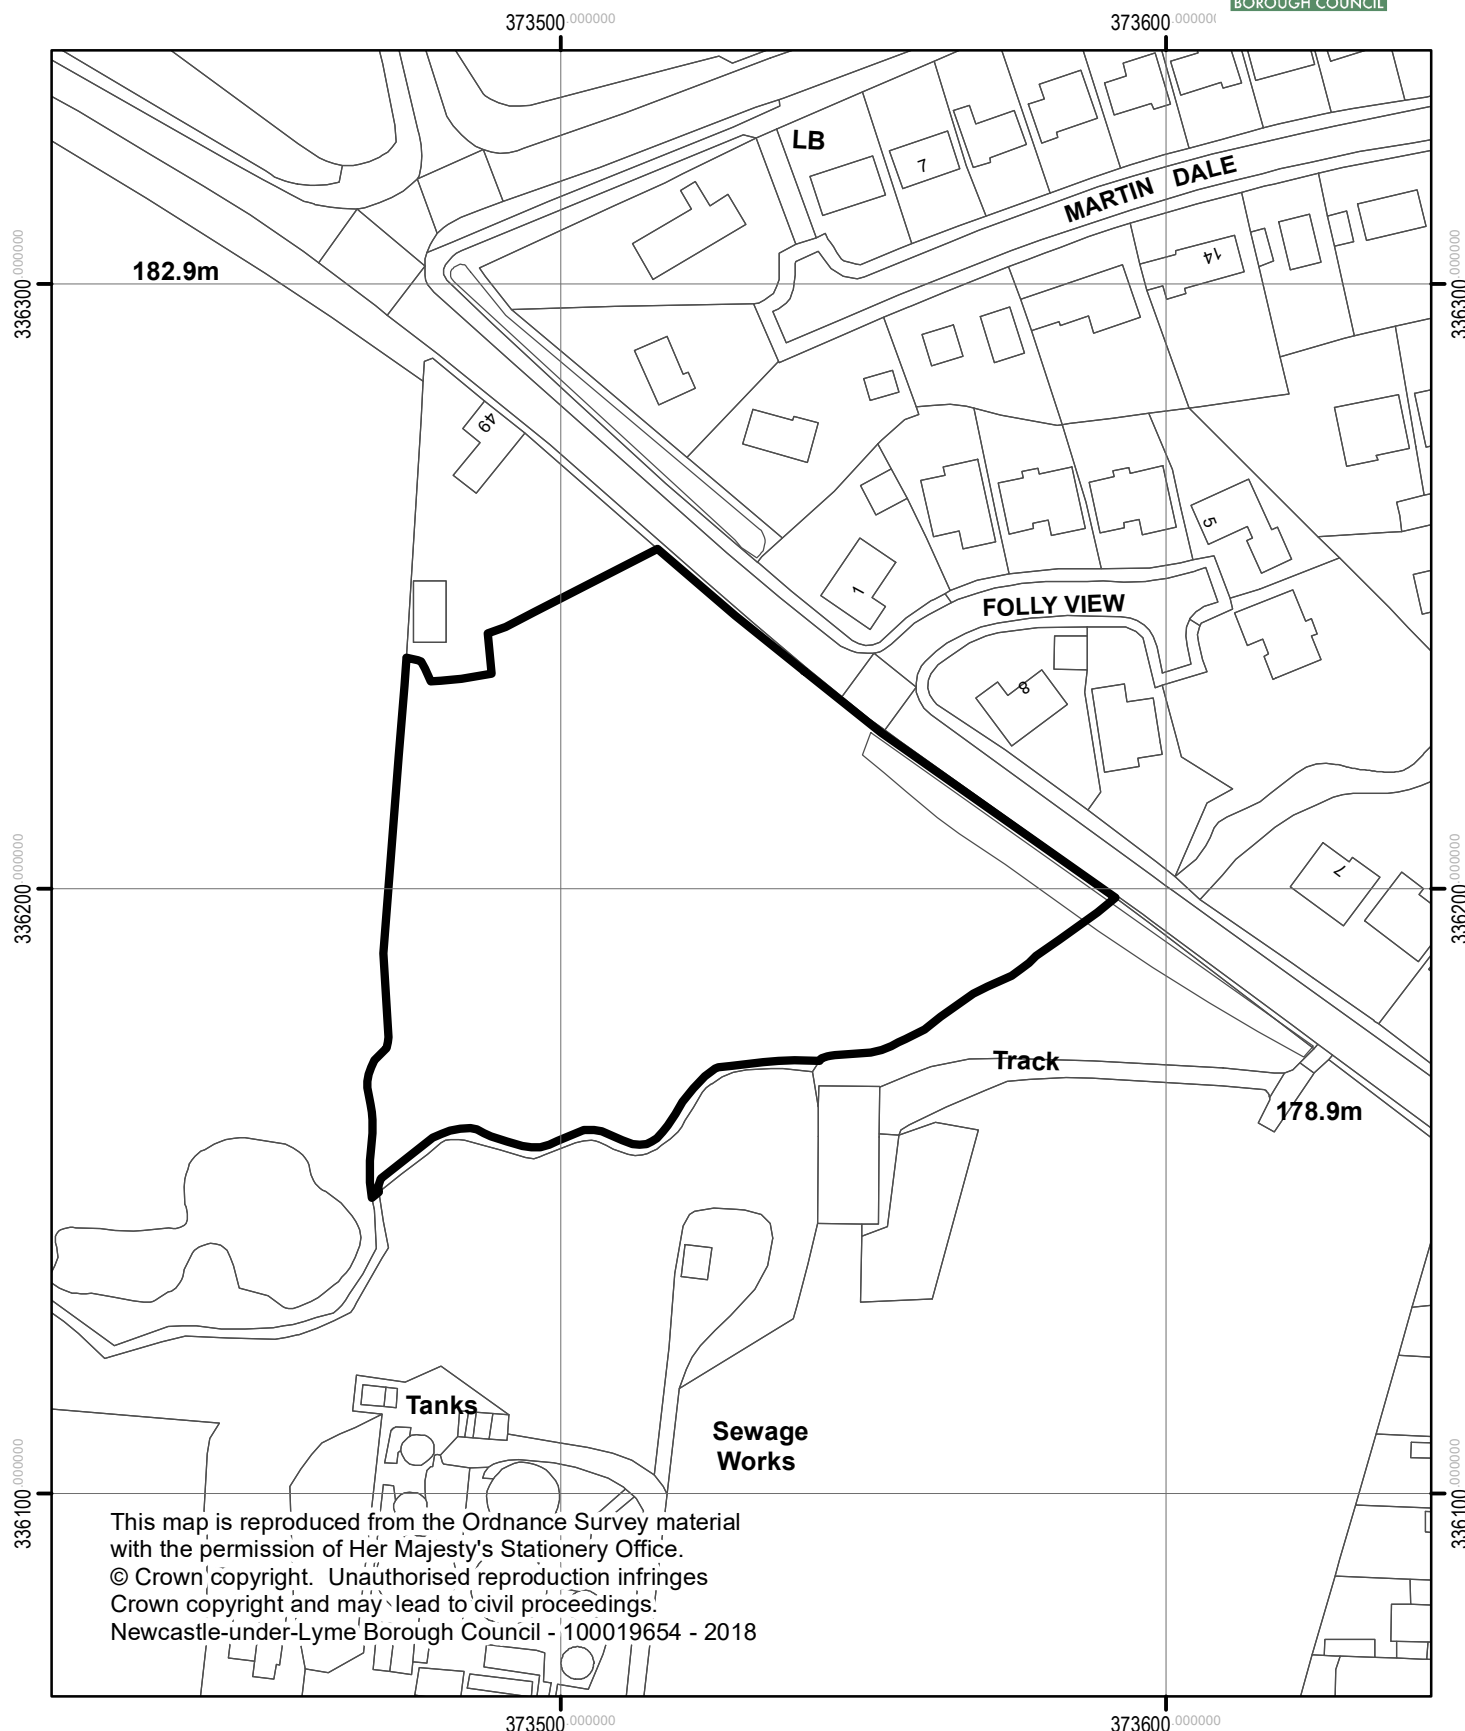 BOROUGH COUNCIL
373500.000000
373600.000000
LB
7
MARTIN DALE
14
182.9m
336300.000000
336300.000000
49
5
1
FOLLY VIEW
8
7
336200.000000
336200.000000
Track
178.9m
Tanks
Sewage
Works
336100.000000
336100.000000
This map is reproduced from the Ordnance Survey material
with the permission of Her Majesty's Stationery Office.
© Crown copyright. Unauthorised reproduction infringes
Crown copyright and may lead to civil proceedings.
Newcastle-under-Lyme Borough Council - 100019654 - 2018
373500.000000
373600.000000